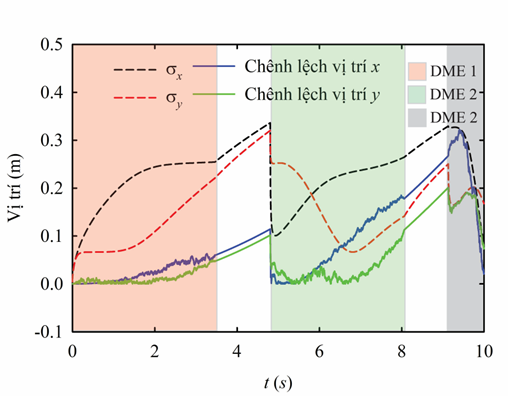 0.5
0.4
0.3
0.2
0.1
0.0
-0.1
Vị trí (m)
σx Chênh lệch vị trí x
σy Chênh lệch vị trí y
DME 1
DME 2
DME 2
0 2 4 6 8 10
t (s)